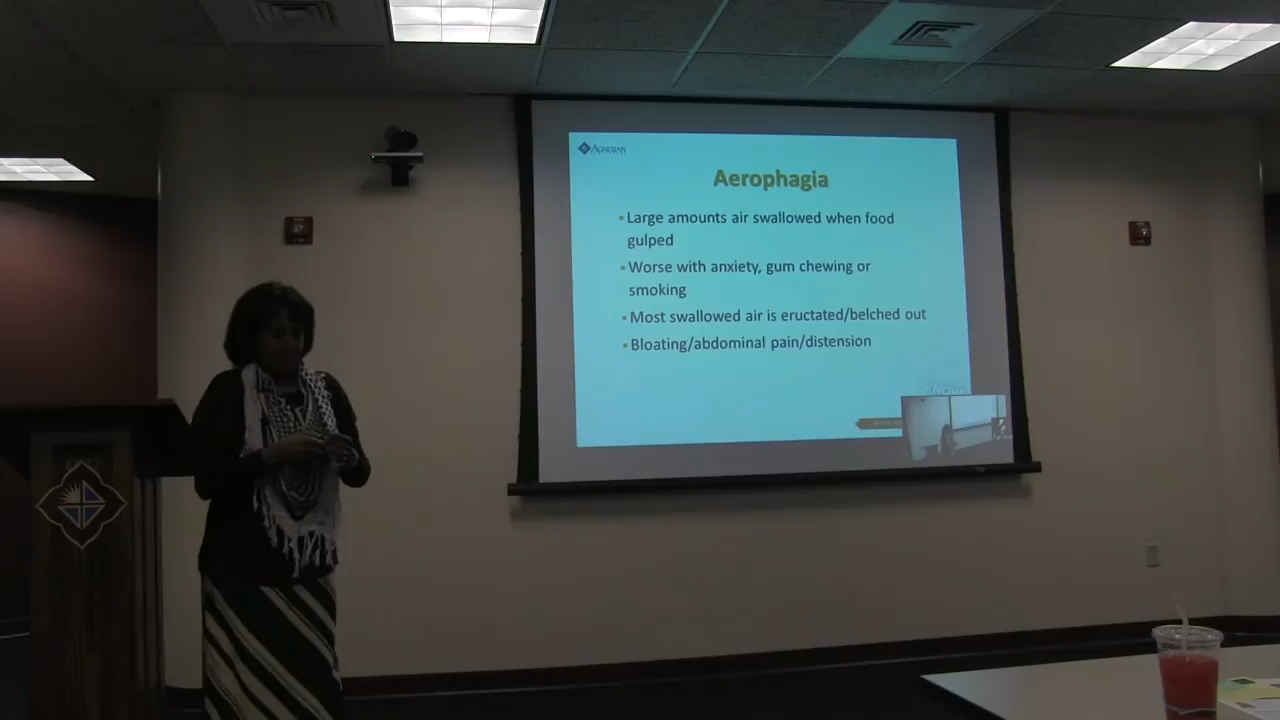 AGNESIAN
Aerophagia
Large amounts air swallowed when food
gulped
Worse with anxiety, gum chewing or
smoking
Most swallowed air is eructated/belched out
Bloating/abdominal pain/distension